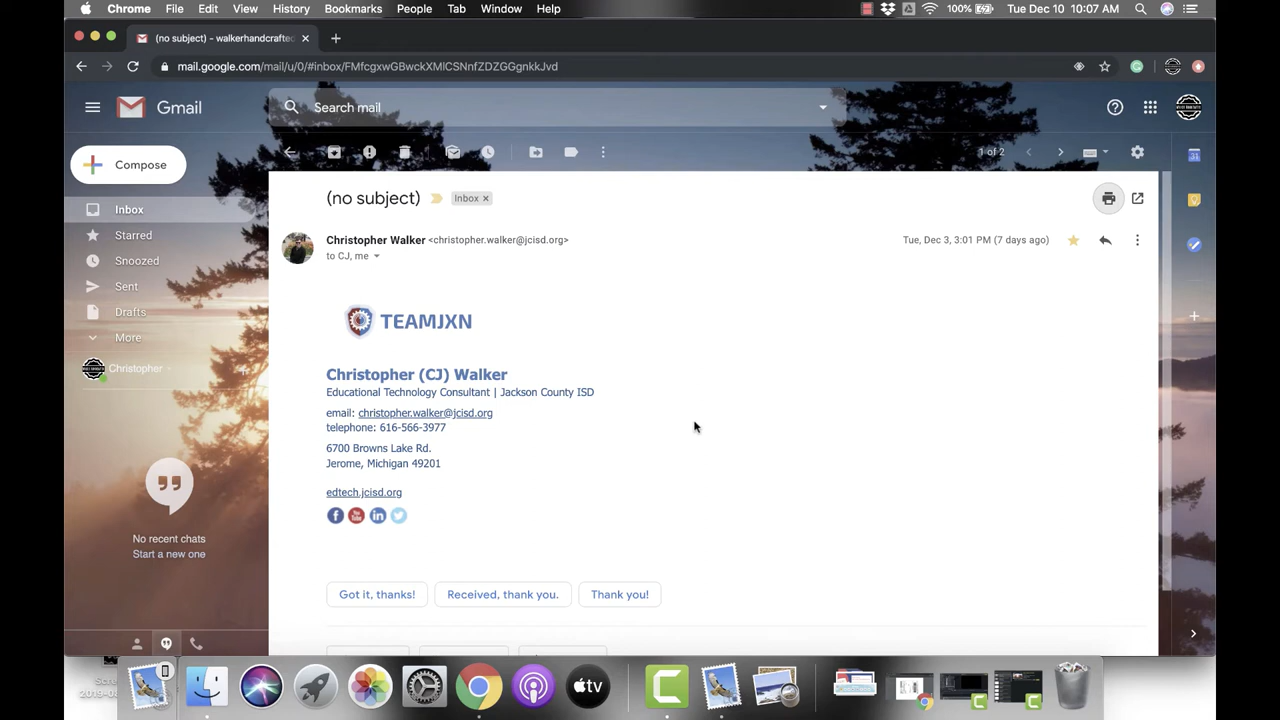 Chrome File Edit View History Bookmarks People Tab Window Help 100% Tue Dec 10 10:07 AM
(no subject) - walkerhandcrafted
mail.google.com/mail/u/0/#inbox/FMfcgxwGBwckXMlCSNnfZDZGGgnkkJvd
Gmail
Search mail
Compose
1 of 2
Inbox
Starred
Snoozed
Sent
Drafts
More
Christopher
No recent chats
Start a new one
(no subject) Inbox
Christopher Walker <christopher.walker@jcisd.org> Tue, Dec 3, 3:01 PM (7 days ago)
to CJ, me
TEAMJXN
Christopher (CJ) Walker
Educational Technology Consultant | Jackson County ISD
email: christopher.walker@jcisd.org
telephone: 616-566-3977
6700 Browns Lake Rd.
Jerome, Michigan 49201
edtech.jcisd.org
Got it, thanks! Received, thank you. Thank you!
tv